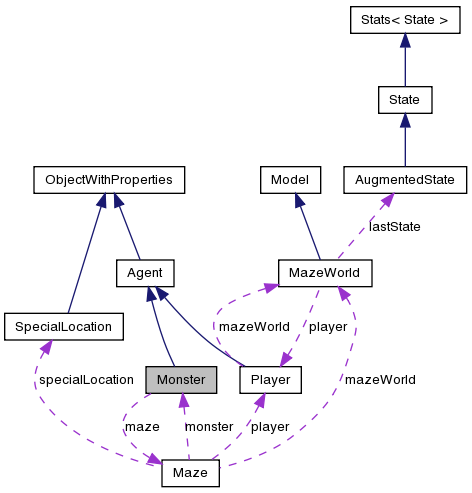 Stats< State >
State
ObjectWithProperties
Model
AugmentedState
lastState
Agent
MazeWorld
SpecialLocation
mazeWorld
player
specialLocation
Monster
Player
mazeWorld
maze
monster
player
Maze